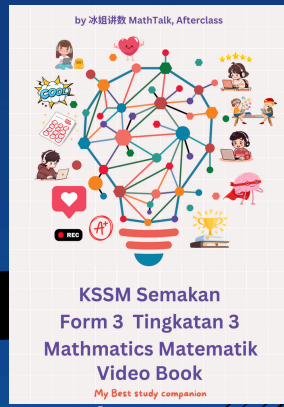 by 冰姐讲数 MathTalk, Afterclass
COOL!
REC
A+
KSSM Semakan
Form 3 Tingkatan 3
Mathmatics Matematik
Video Book
My Best study companion